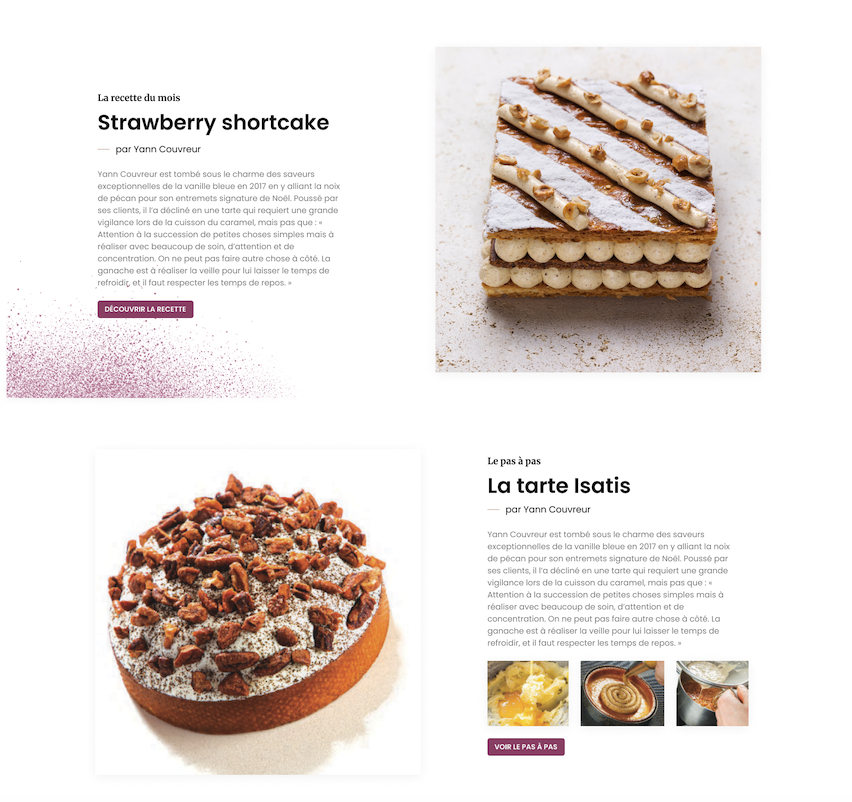 La recette du mois
Strawberry shortcake
par Yann Couvreur
Yann Couvreur est tombé sous le charme des saveurs
exceptionnelles de la vanille bleue en 2017 en y alliant la noix
de pécan pour son entremets signature de Noël. Poussé par
ses clients, il l'a décliné en une tarte qui requiert une grande
vigilance lors de la cuisson du caramel, mais pas que : «
Attention à la succession de petites choses simples mais à
réaliser avec beaucoup de soin, d'attention et de
concentration. On ne peut pas faire autre chose à côté. La
ganache est à réaliser la veille pour lui laisser le temps de
refroidir, et il faut respecter les temps de repos. »
DÉCOUVRIR LA RECETTE
Le pas à pas
La tarte Isatis
par Yann Couvreur
Yann Couvreur est tombé sous le charme des saveurs
exceptionnelles de la vanille bleue en 2017 en y alliant la noix
de pécan pour son entremets signature de Noël. Poussé par
ses clients, il l'a décliné en une tarte qui requiert une grande
vigilance lors de la cuisson du caramel, mais pas que : «
Attention à la succession de petites choses simples mais à
réaliser avec beaucoup de soin, d'attention et de
concentration. On ne peut pas faire autre chose à côté. La
ganache est à réaliser la veille pour lui laisser le temps de
refroidir, et il faut respecter les temps de repos. »
VOIR LE PAS À PAS